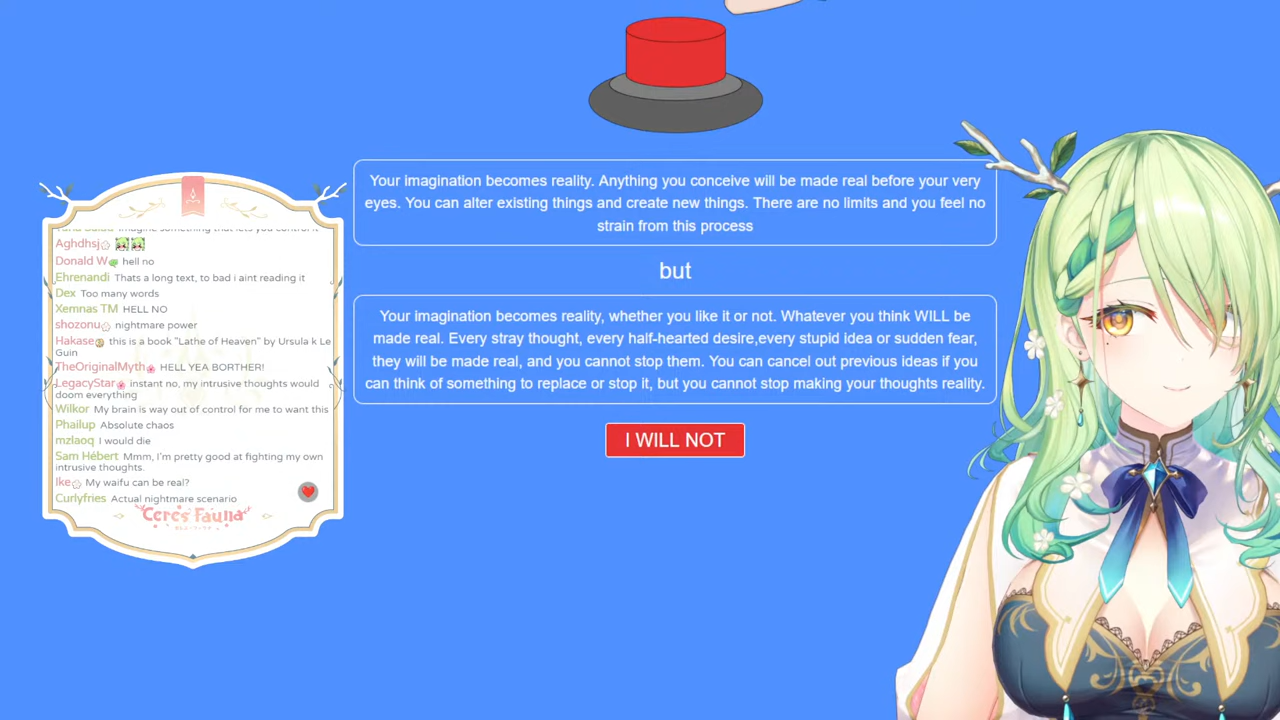 Your imagination becomes reality. Anything you conceive will be made real before your very
eyes. You can alter existing things and create new things. There are no limits and you feel no
strain from this process
but
Your imagination becomes reality, whether you like it or not. Whatever you think WILL be
made real. Every stray thought, every half-hearted desire,every stupid idea or sudden fear,
they will be made real, and you cannot stop them. You can cancel out previous ideas if you
can think of something to replace or stop it, but you cannot stop making your thoughts reality.
I WILL NOT
Aghdhsj
Donald W hell no
Ehrenandi Thats a long text, to bad i aint reading it
Dex Too many words
Xemnas TM HELL NO
shozonu nightmare power
Hakase this is a book "Lathe of Heaven" by Ursula k Le
Guin
TheOriginalMyth HELL YEA BORTHER!
LegacyStar instant no, my intrusive thoughts would
doom everything
Wilkor My brain is way out of control for me to want this
Phailup Absolute chaos
mzlaoq I would die
Sam Hébert Mmm, I'm pretty good at fighting my own
intrusive thoughts.
Ike My waifu can be real?
Curlyfries Actual nightmare scenario
Ceres Fauna